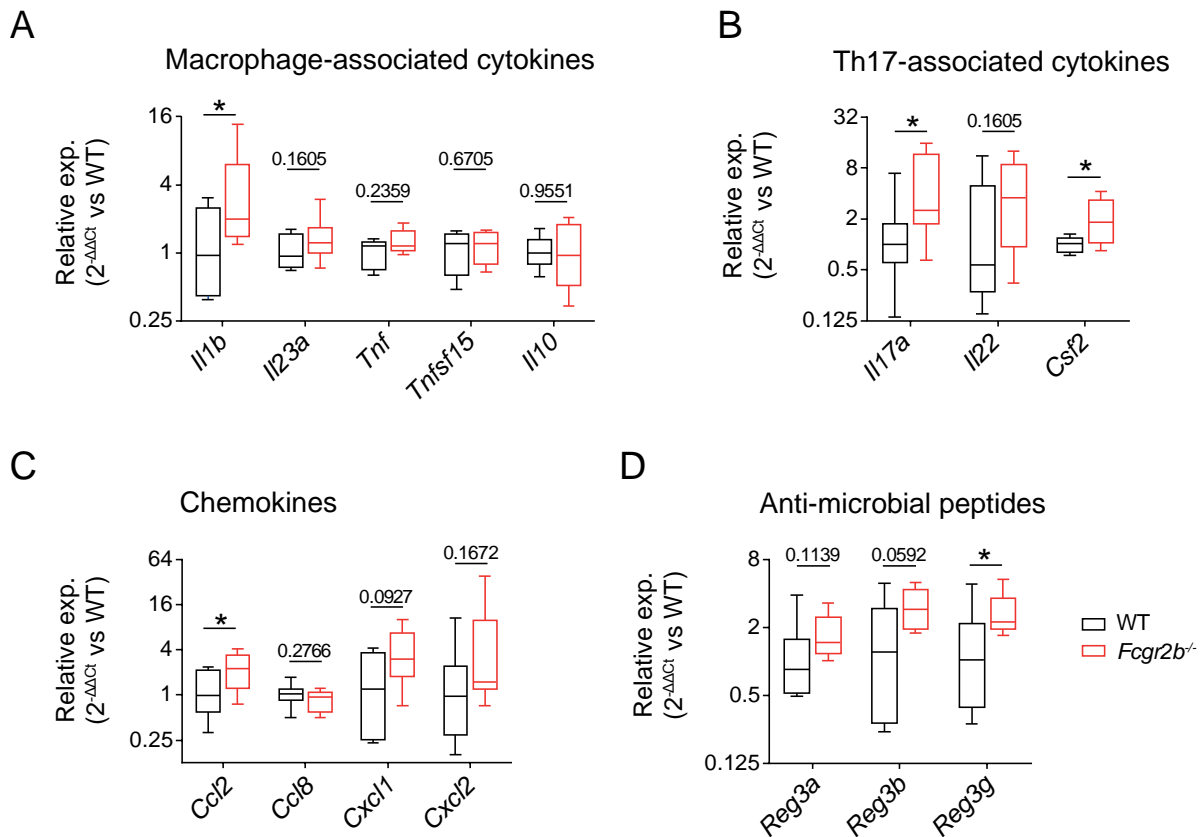 A
Macrophage-associated cytokines
Relative exp.
(2-ΔΔCt vs WT)
16
4
1
0.25
*
0.1605
0.2359
0.6705
0.9551
Il1b
Il23a
Tnf
Tnfsf15
Il10
B
Th17-associated cytokines
Relative exp.
(2-ΔΔCt vs WT)
32
8
2
0.5
0.125
*
0.1605
*
Il17a
Il22
Csf2
C
Chemokines
Relative exp.
(2-ΔΔCt vs WT)
64
16
4
1
0.25
*
0.2766
0.0927
0.1672
Ccl2
Ccl8
Cxcl1
Cxcl2
D
Anti-microbial peptides
Relative exp.
(2-ΔΔCt vs WT)
8
2
0.5
0.125
0.1139
0.0592
*
Reg3a
Reg3b
Reg3g
WT
Fcgr2b-/-